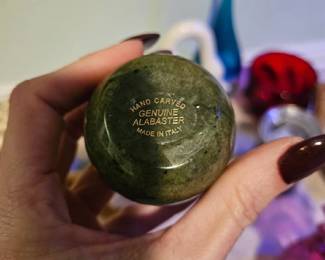 HAND CARVED
GENUINE
ALABASTER
MADE IN ITALY